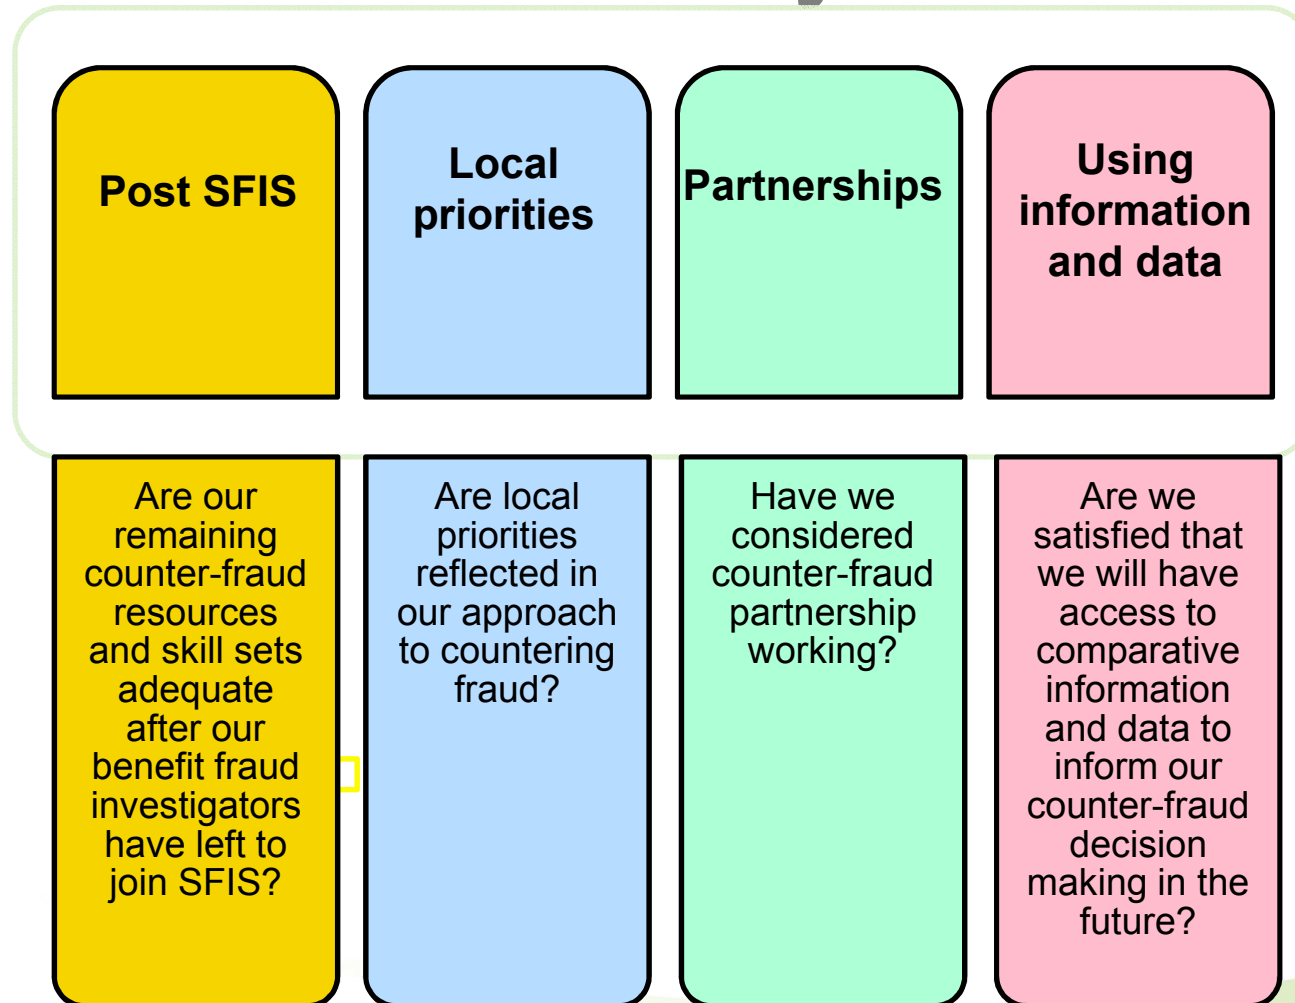 Post SFIS
Local
priorities
Partnerships
Using
information
and data
Are our
remaining
counter-fraud
resources
and skill sets
adequate
after our
benefit fraud
investigators
have left to
join SFIS?
Are local
priorities
reflected in
our approach
to countering
fraud?
Have we
considered
counter-fraud
partnership
working?
Are we
satisfied that
we will have
access to
comparative
information
and data to
inform our
counter-fraud
decision
making in the
future?